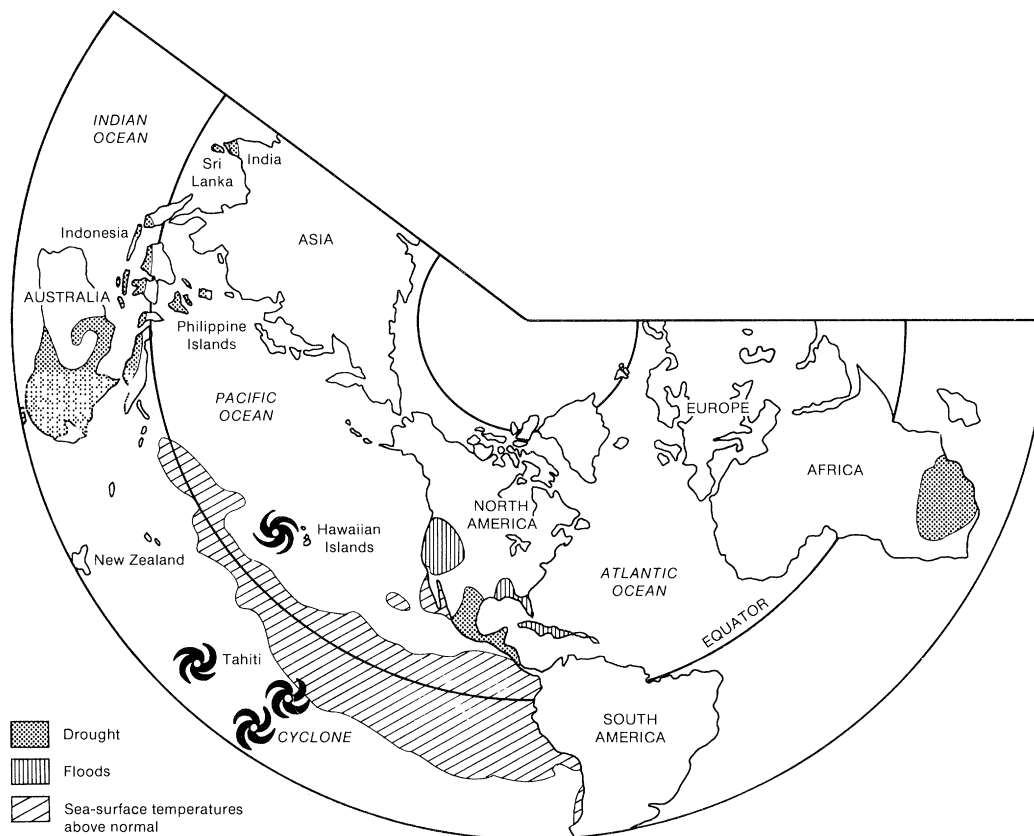 INDIAN
OCEAN
Sri
Lanka
India
Indonesia
ASIA
AUSTRALIA
Philippine
Islands
PACIFIC
OCEAN
EUROPE
AFRICA
NORTH
AMERICA
Hawaiian
Islands
New Zealand
ATLANTIC
OCEAN
EQUATOR
Tahiti
SOUTH
AMERICA
CYCLONE
Drought
Floods
Sea-surface temperatures
above normal